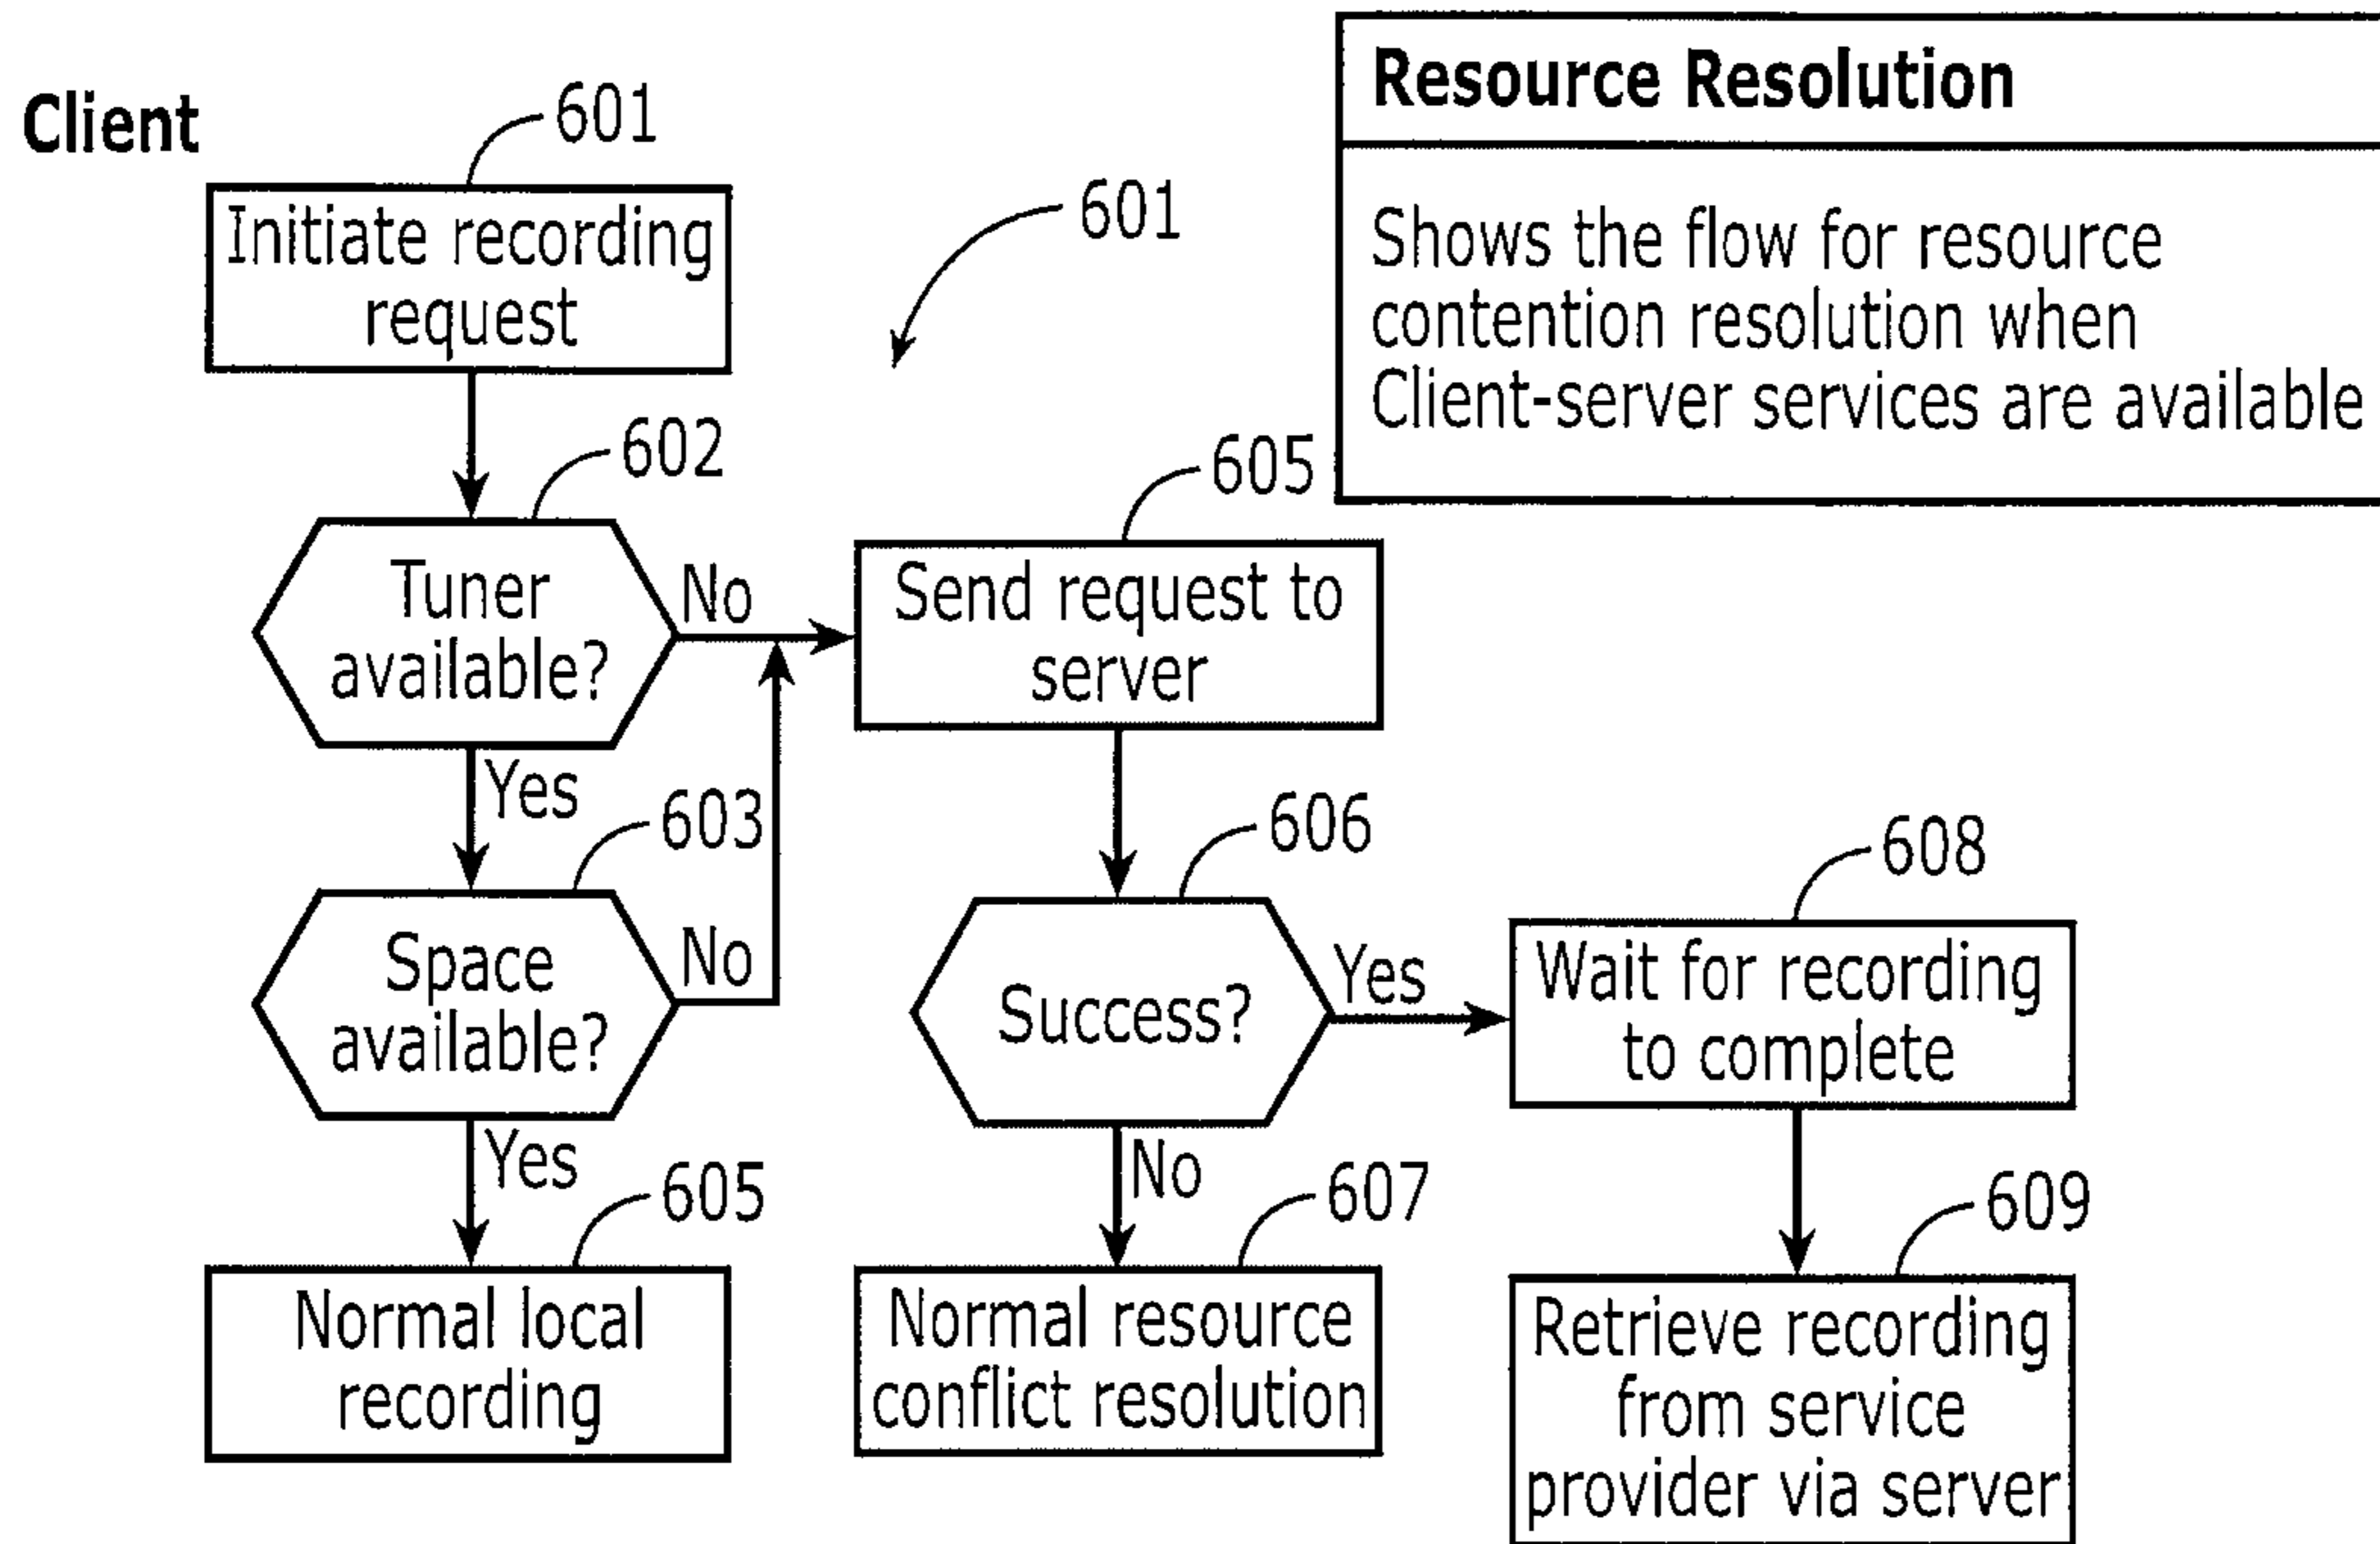 Client
601
Initiate recording
request
601
Resource Resolution
Shows the flow for resource
contention resolution when
Client-server services are available
602
Tuner
available?
No
Yes
605
Send request to
server
603
Space
available?
No
Yes
606
Success?
Yes
No
608
Wait for recording
to complete
605
Normal local
recording
607
Normal resource
conflict resolution
609
Retrieve recording
from service
provider via server